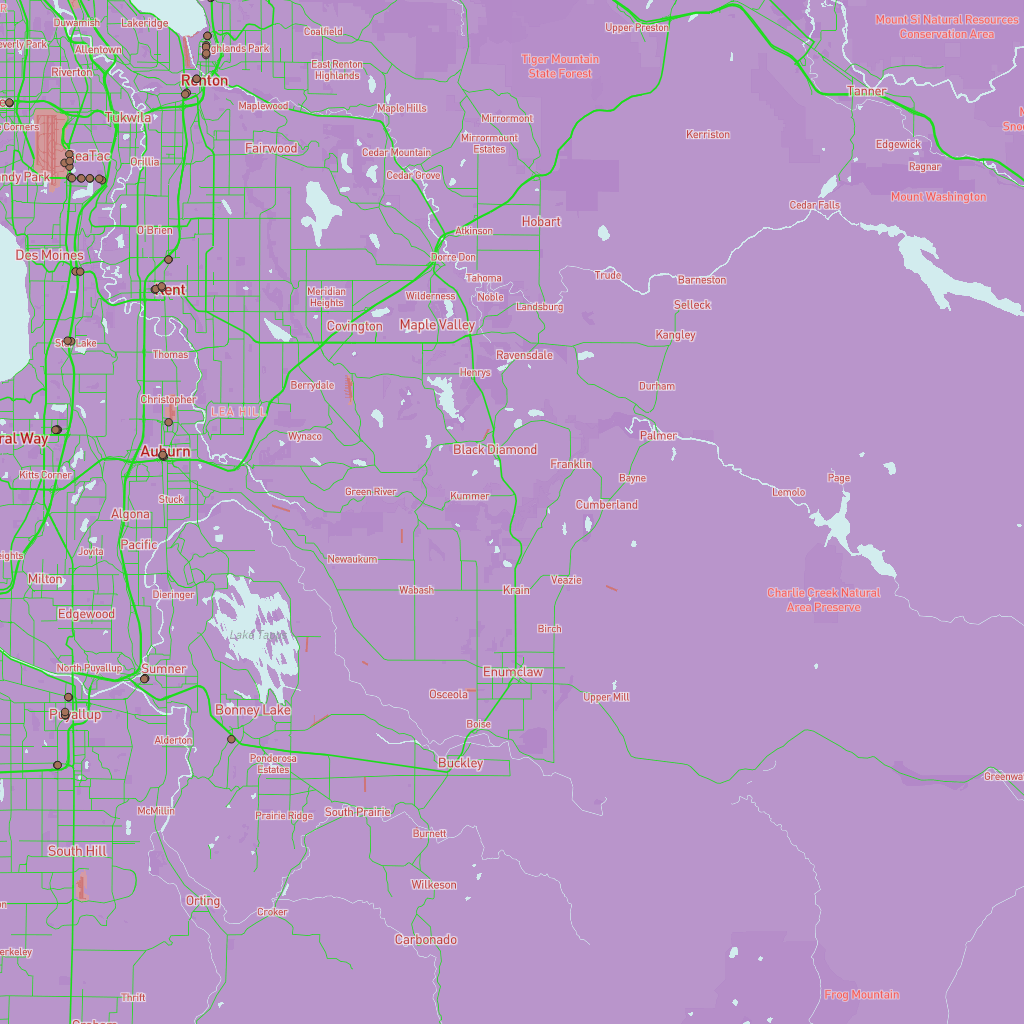 Duwamish
Lakeridge
Coalfield
Upper Preston
Mount Si Natural Resources
Conservation Area
Allentown
Highlands Park
Tiger Mountain
State Forest
Riverton
East Renton
Highlands
Renton
Tanner
Maplewood
Maple Hills
Tukwila
Mirrormont
Corners
Kerriston
Fairwood
Mirrormount
Estates
Edgewick
SeaTac
Orillia
Cedar Mountain
Ragnar
Cedar Grove
Mount Washington
Cedar Falls
Hobart
O'Brien
Atkinson
Des Moines
Dorre Don
Trude
Tahoma
Barneston
Kent
Meridian
Heights
Wilderness
Noble
Landsburg
Selleck
Covington
Maple Valley
Kangley
Star Lake
Thomas
Ravensdale
Henrys
Berrydale
Durham
Christopher
LEA HILL
Wynaco
Palmer
Auburn
Black Diamond
Franklin
Kitts Corner
Bayne
Page
Green River
Lemolo
Stuck
Kummer
Cumberland
Algona
Pacific
Jovita
Newaukum
Milton
Veazie
Wabash
Krain
Dieringer
Charlie Creek Natural
Area Preserve
Edgewood
Birch
Lake Tapps
North Puyallup
Sumner
Enumclaw
Osceola
Upper Mill
Puyallup
Bonney Lake
Boise
Alderton
Ponderosa
Estates
Buckley
McMillin
Prairie Ridge
South Prairie
Burnett
South Hill
Wilkeson
Orting
Croker
Carbonado
Thrift
Frog Mountain